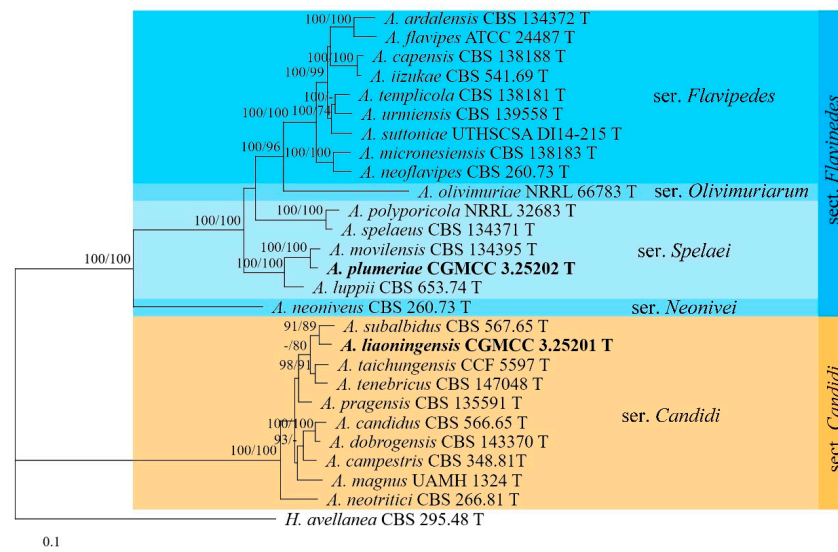 100/100
A. ardalensis CBS 134372 T
A. flavipes ATCC 24487 T
100/100
A. capensis CBS 138188 T
100/99
A. iizukae CBS 541.69 T
100/-
A. templicola CBS 138181 T
ser. Flavipedes
100/100
100/74
A. urmiensis CBS 139558 T
A. suttoniae UTHSCSA DI14-215 T
100/96
100/100
A. micronesiensis CBS 138183 T
A. neoflavipes CBS 260.73 T
sect. Flavipedes
A. olivimuriae NRRL 66783 T
ser. Olivimuriarum
100/100
100/100
A. polyporicola NRRL 32683 T
A. spelaeus CBS 134371 T
100/100
A. movilensis CBS 134395 T
ser. Spelaei
100/100
100/100
A. plumeriae CGMCC 3.25202 T
A. luppii CBS 653.74 T
A. neoniveus CBS 260.73 T
ser. Neonivei
91/89
A. subalbidus CBS 567.65 T
-/80
A. liaoningensis CGMCC 3.25201 T
98/91
A. taichungensis CCF 5597 T
A. tenebricus CBS 147048 T
A. pragensis CBS 135591 T
ser. Candidi
sect. Candidi
100/100
A. candidus CBS 566.65 T
93/-
A. dobrogensis CBS 143370 T
100/100
A. campestris CBS 348.81T
A. magnus UAMH 1324 T
A. neotritici CBS 266.81 T
H. avellanea CBS 295.48 T
0.1